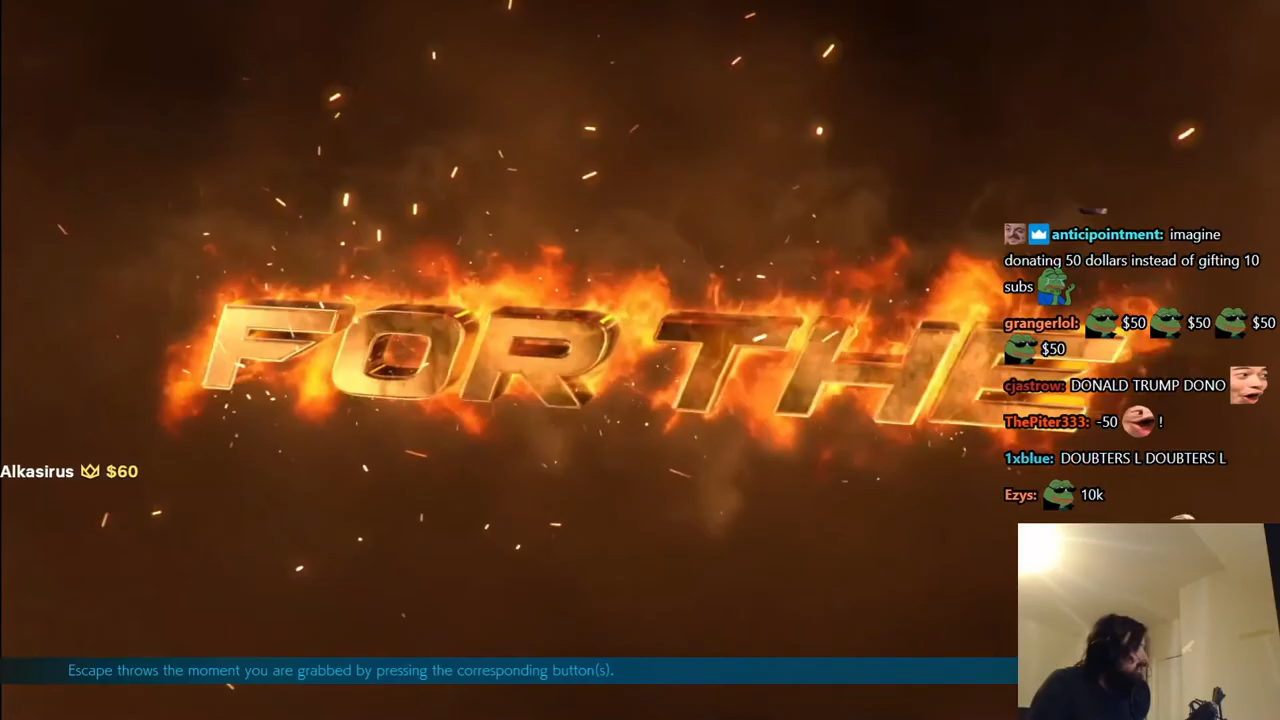 FOR THE
anticipointment: imagine
donating 50 dollars instead of gifting 10
subs
grangerlol: $50 $50 $50
$50
cjastrow: DONALD TRUMP DONO
ThePiter333: -50 !
1xblue: DOUBTERS L DOUBTERS L
Ezys: 10k
Alkasirus $60
Escape throws the moment you are grabbed by pressing the corresponding button(s).